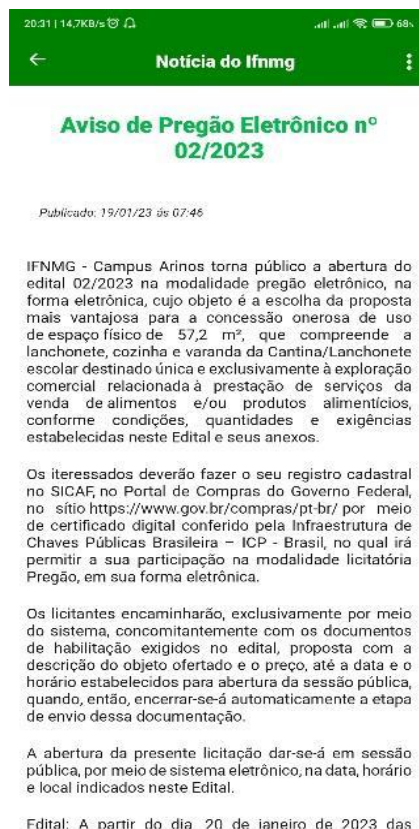 20:31 | 14,7KB/s
68%
Notícia do Ifnmg
Aviso de Pregão Eletrônico nº
02/2023
Publicado: 19/01/23 ás 07:46
IFNMG - Campus Arinos torna público a abertura do
edital 02/2023 na modalidade pregão eletrônico, na
forma eletrônica, cujo objeto é a escolha da proposta
mais vantajosa para a concessão onerosa de uso
de espaço físico de 57,2 m², que compreende a
lanchonete, cozinha e varanda da Cantina/Lanchonete
escolar destinado única e exclusivamente à exploração
comercial relacionada à prestação de serviços da
venda de alimentos e/ou produtos alimentícios,
conforme condições, quantidades e exigências
estabelecidas neste Edital e seus anexos.
Os iteressados deverão fazer o seu registro cadastral
no SICAF, no Portal de Compras do Governo Federal,
no sítio https://www.gov.br/compras/pt-br/ por meio
de certificado digital conferido pela Infraestrutura de
Chaves Públicas Brasileira – ICP - Brasil, no qual irá
permitir a sua participação na modalidade licitatória
Pregão, em sua forma eletrônica.
Os licitantes encaminharão, exclusivamente por meio
do sistema, concomitantemente com os documentos
de habilitação exigidos no edital, proposta com a
descrição do objeto ofertado e o preço, até a data e o
horário estabelecidos para abertura da sessão pública,
quando, então, encerrar-se-á automaticamente a etapa
de envio dessa documentação.
A abertura da presente licitação dar-se-á em sessão
pública, por meio de sistema eletrônico, na data, horário
e local indicados neste Edital.
Edital: A partir do dia 20 de janeiro de 2023 das